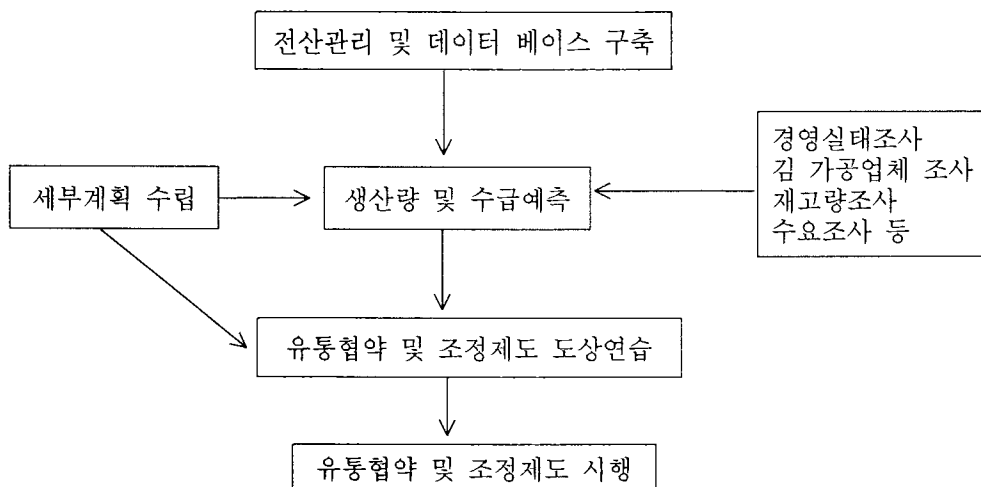 전산관리 및 데이터 베이스 구축
경영실태조사
김 가공업체 조사
재고량조사
수요조사 등
세부계획 수립
생산량 및 수급예측
유통협약 및 조정제도 도상연습
유통협약 및 조정제도 시행